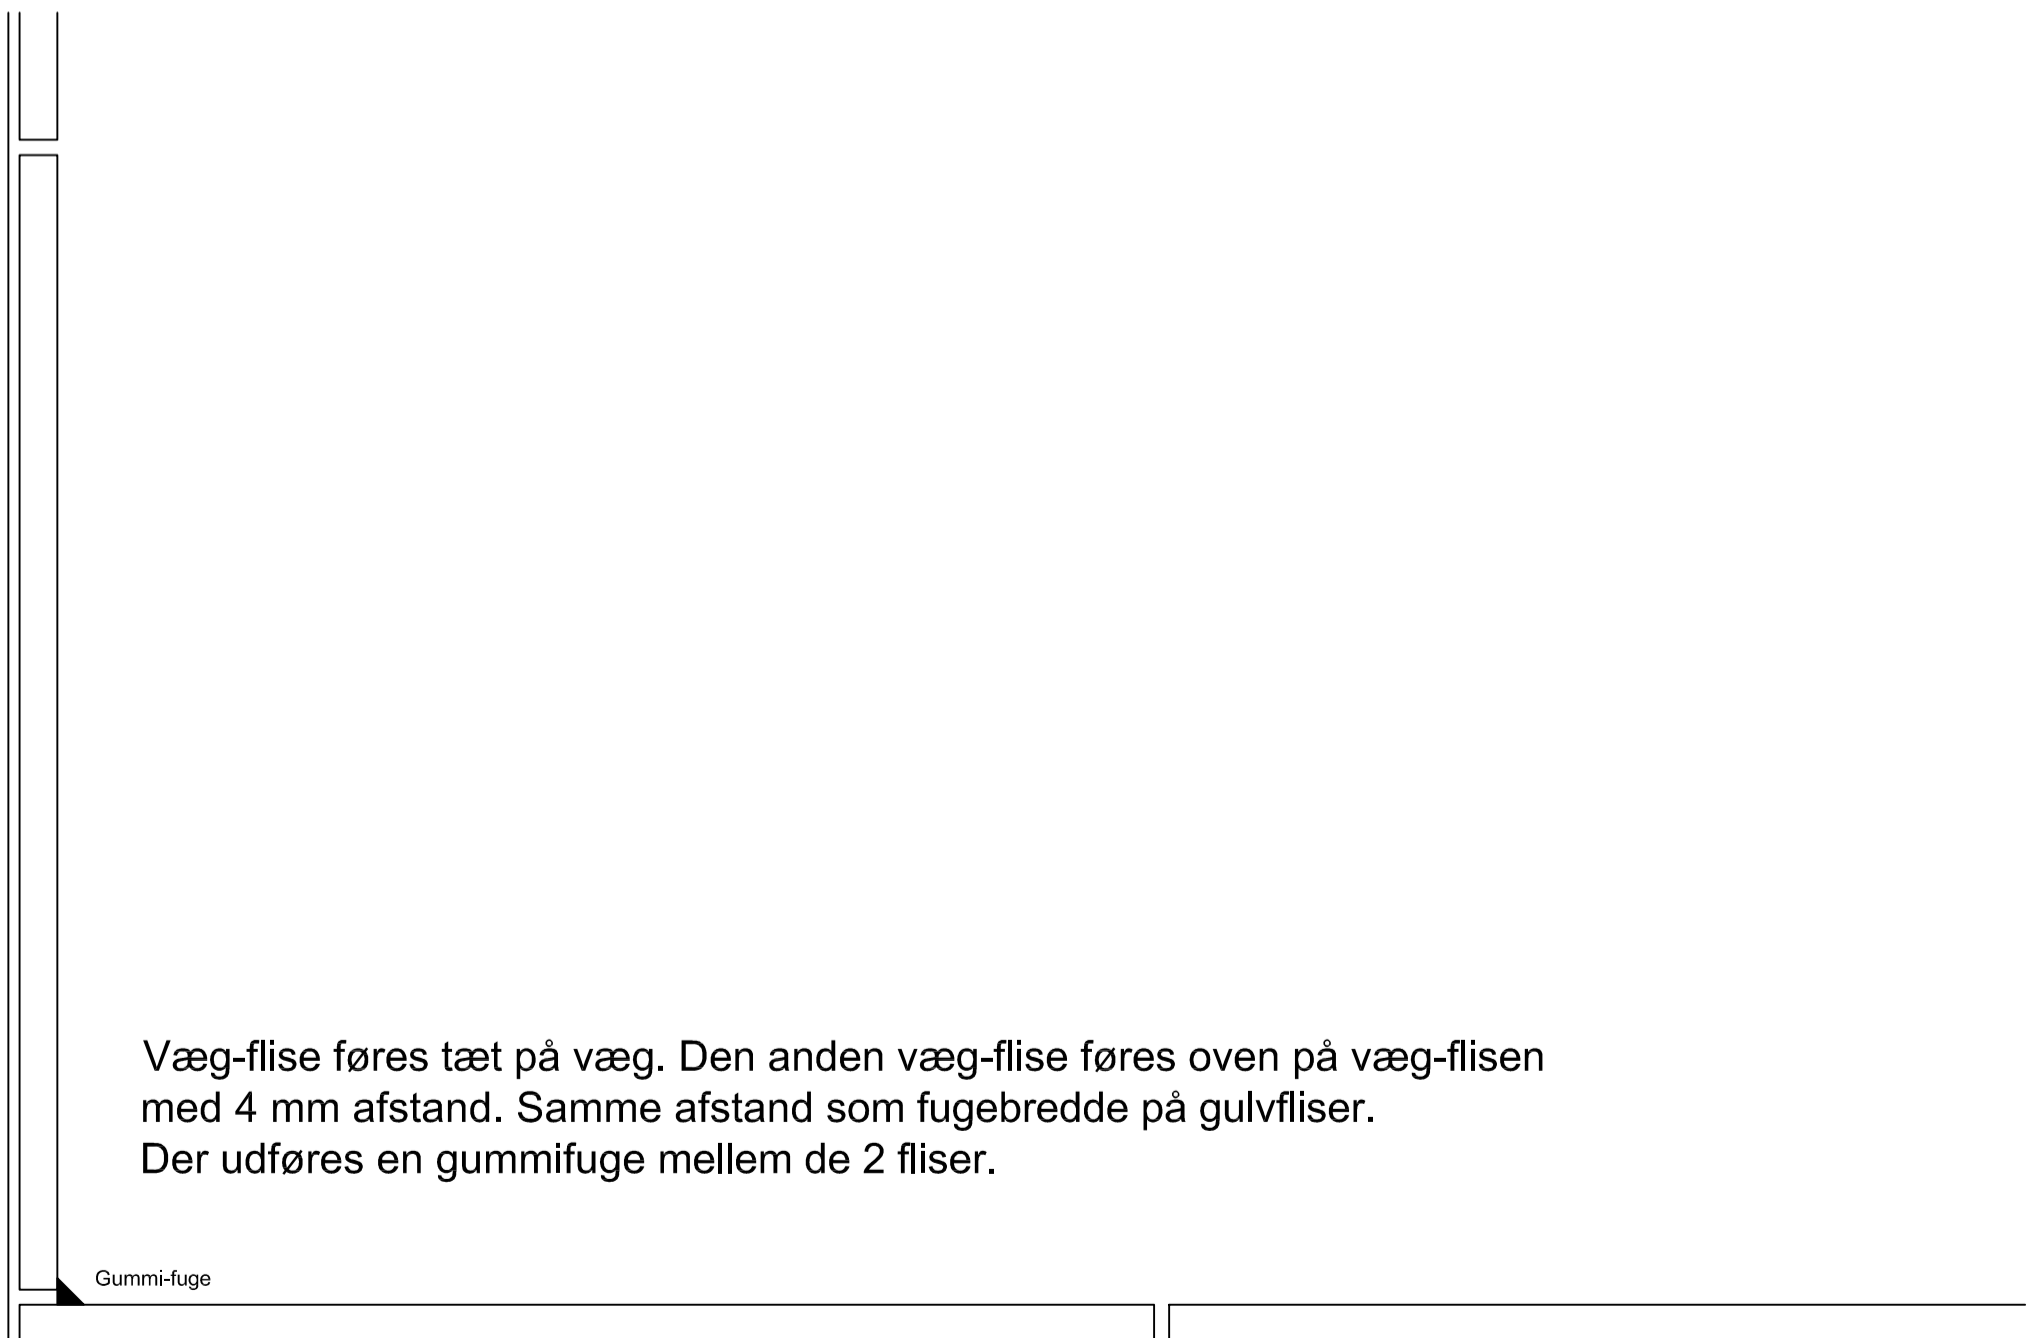 Væg-flise føres tæt på væg. Den anden væg-flise føres oven på væg-flisen
med 4 mm afstand. Samme afstand som fugebredde på gulvfliser.
Der udføres en gummifuge mellem de 2 fliser.
Gummi-fuge